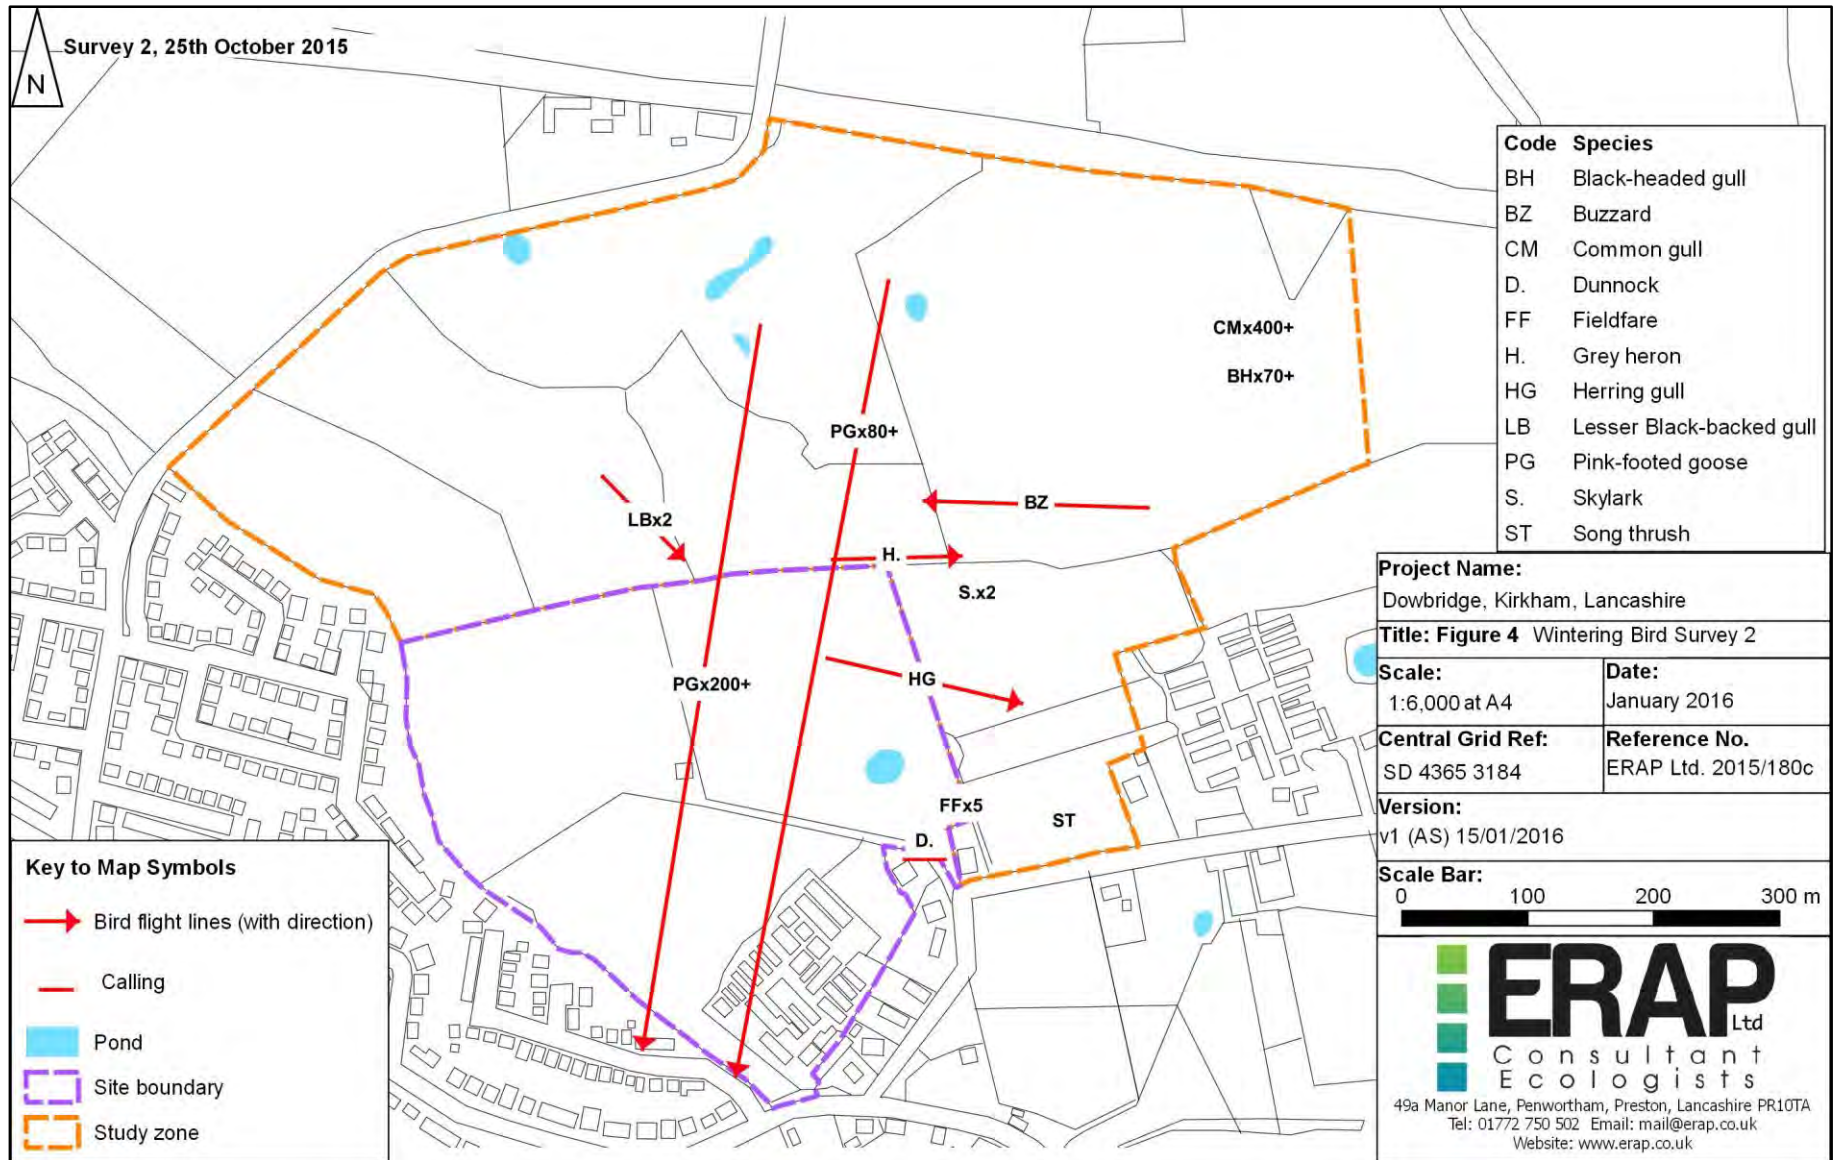 Survey 2, 25th October 2015
N
Code Species
BH Black-headed gull
BZ Buzzard
CM Common gull
D. Dunnock
FF Fieldfare
H. Grey heron
HG Herring gull
LB Lesser Black-backed gull
PG Pink-footed goose
S. Skylark
ST Song thrush
CMx400+
BHx70+
PGx80+
BZ
LBx2
H.
S.x2
PGx200+
HG
FFx5
ST
D.
Project Name:
Dowbridge, Kirkham, Lancashire
Title: Figure 4 Wintering Bird Survey 2
Scale:
1:6,000 at A4
Date:
January 2016
Central Grid Ref:
SD 4365 3184
Reference No.
ERAP Ltd. 2015/180c
Version:
v1 (AS) 15/01/2016
Scale Bar:
0 100 200 300 m
Key to Map Symbols
Bird flight lines (with direction)
Calling
Pond
Site boundary
Study zone
ERAP Ltd
Consultant
Ecologists
49a Manor Lane, Penwortham, Preston, Lancashire PR10TA
Tel: 01772 750 502 Email: mail@erap.co.uk
Website: www.erap.co.uk